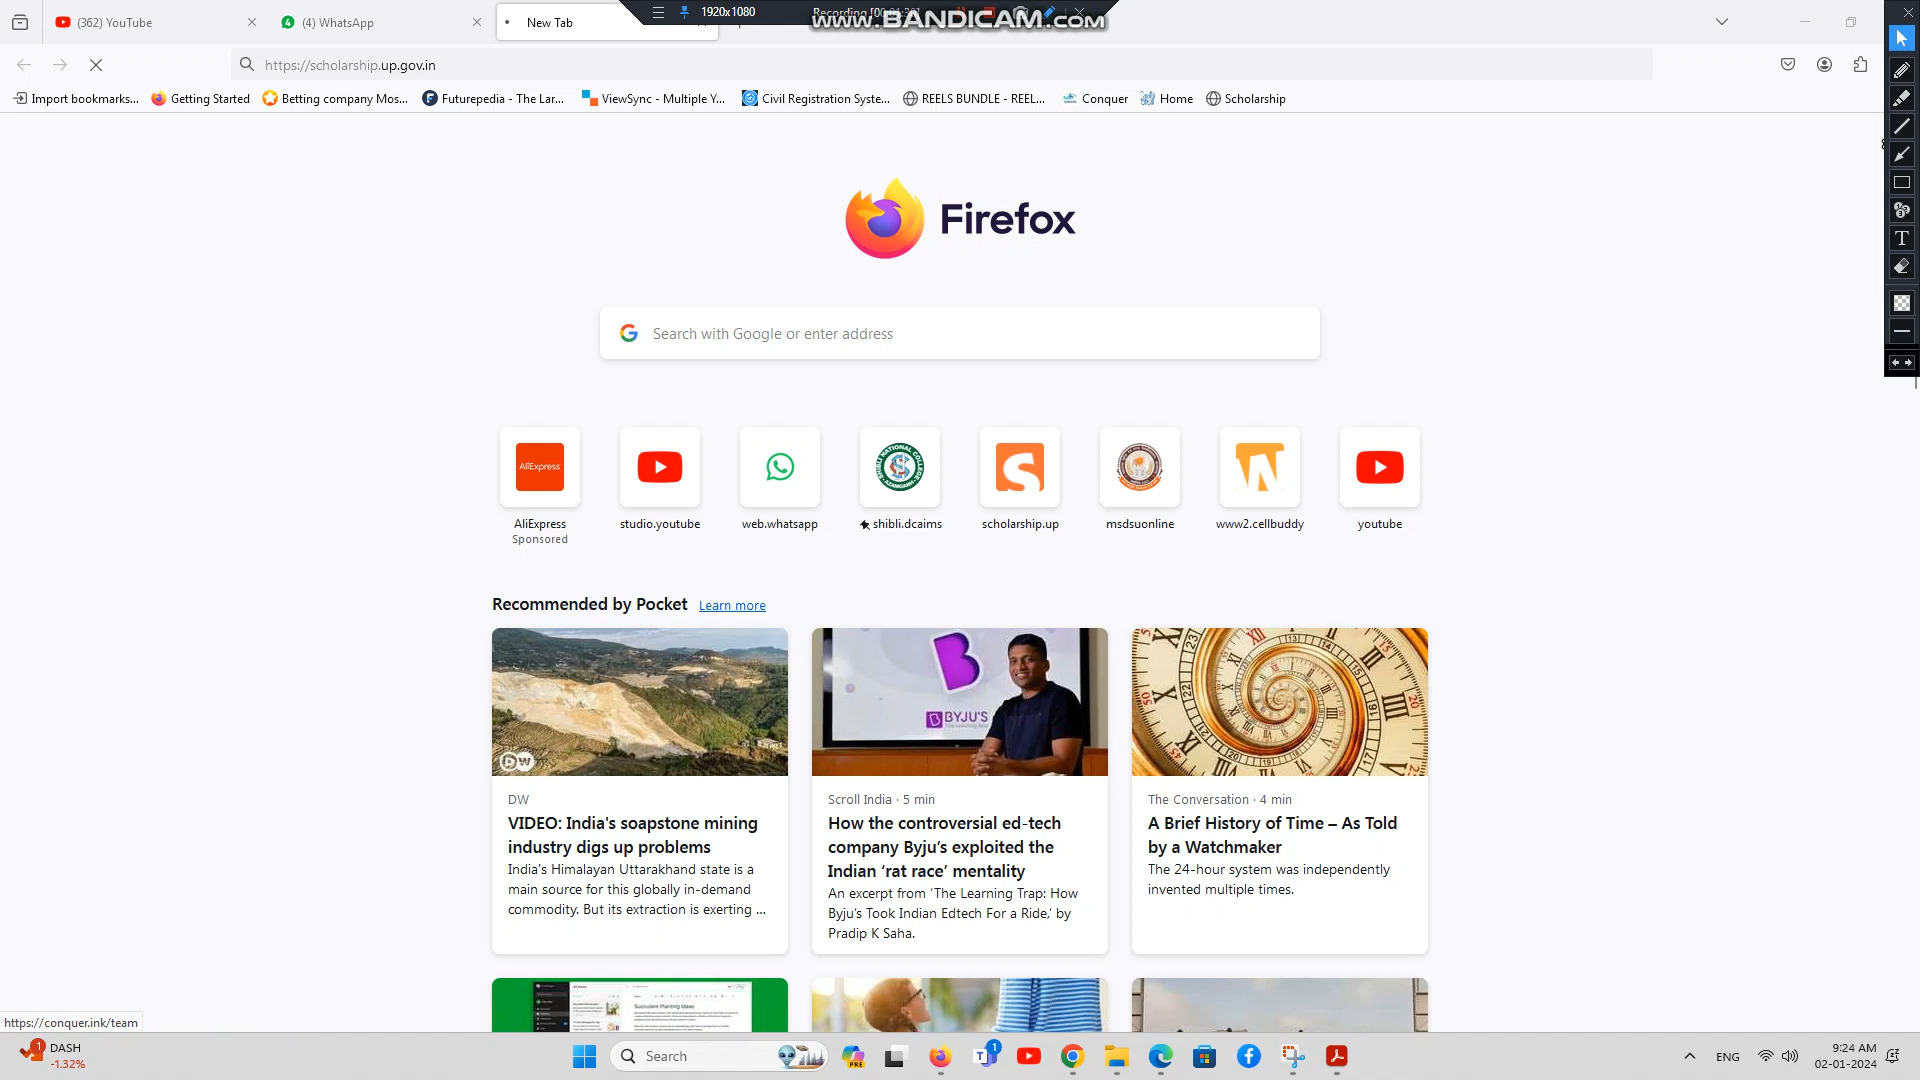 (362) YouTube
(4) WhatsApp
New Tab
1920x1080
www.BANDICAM.com
https://scholarship.up.gov.in
Import bookmarks...
Getting Started
Betting company Mos...
Futurepedia - The Lar...
ViewSync - Multiple Y...
Civil Registration Syste...
REELS BUNDLE - REEL...
Conquer
Home
Scholarship
Firefox
Search with Google or enter address
AliExpress
AliExpress
Sponsored
studio.youtube
web.whatsapp
shibli.dcaims
scholarship.up
msdsuonline
www2.cellbuddy
youtube
Recommended by Pocket Learn more
DW
BYJU'S
DW
VIDEO: India's soapstone mining
industry digs up problems
India's Himalayan Uttarakhand state is a
main source for this globally in-demand
commodity. But its extraction is exerting ...
Scroll India · 5 min
How the controversial ed-tech
company Byju’s exploited the
Indian ‘rat race’ mentality
An excerpt from ‘The Learning Trap: How
Byju’s Took Indian Edtech For a Ride,’ by
Pradip K Saha.
The Conversation · 4 min
A Brief History of Time – As Told
by a Watchmaker
The 24-hour system was independently
invented multiple times.
Succulent Planting Ideas
https://conquer.ink/team
1
DASH
-1.32%
Search
PRE
1
ENG
9:24 AM
02-01-2024